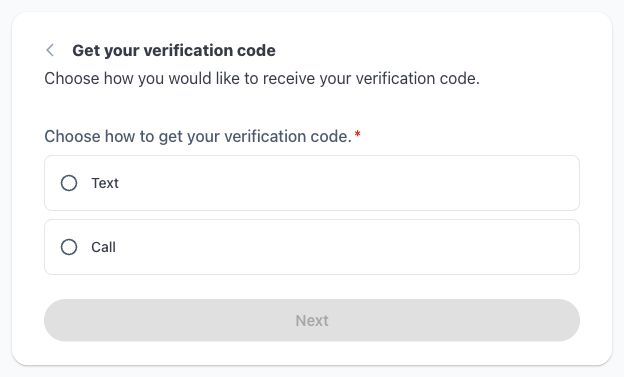 Get your verification code
Choose how you would like to receive your verification code.
Choose how to get your verification code.*
Text
Call
Next